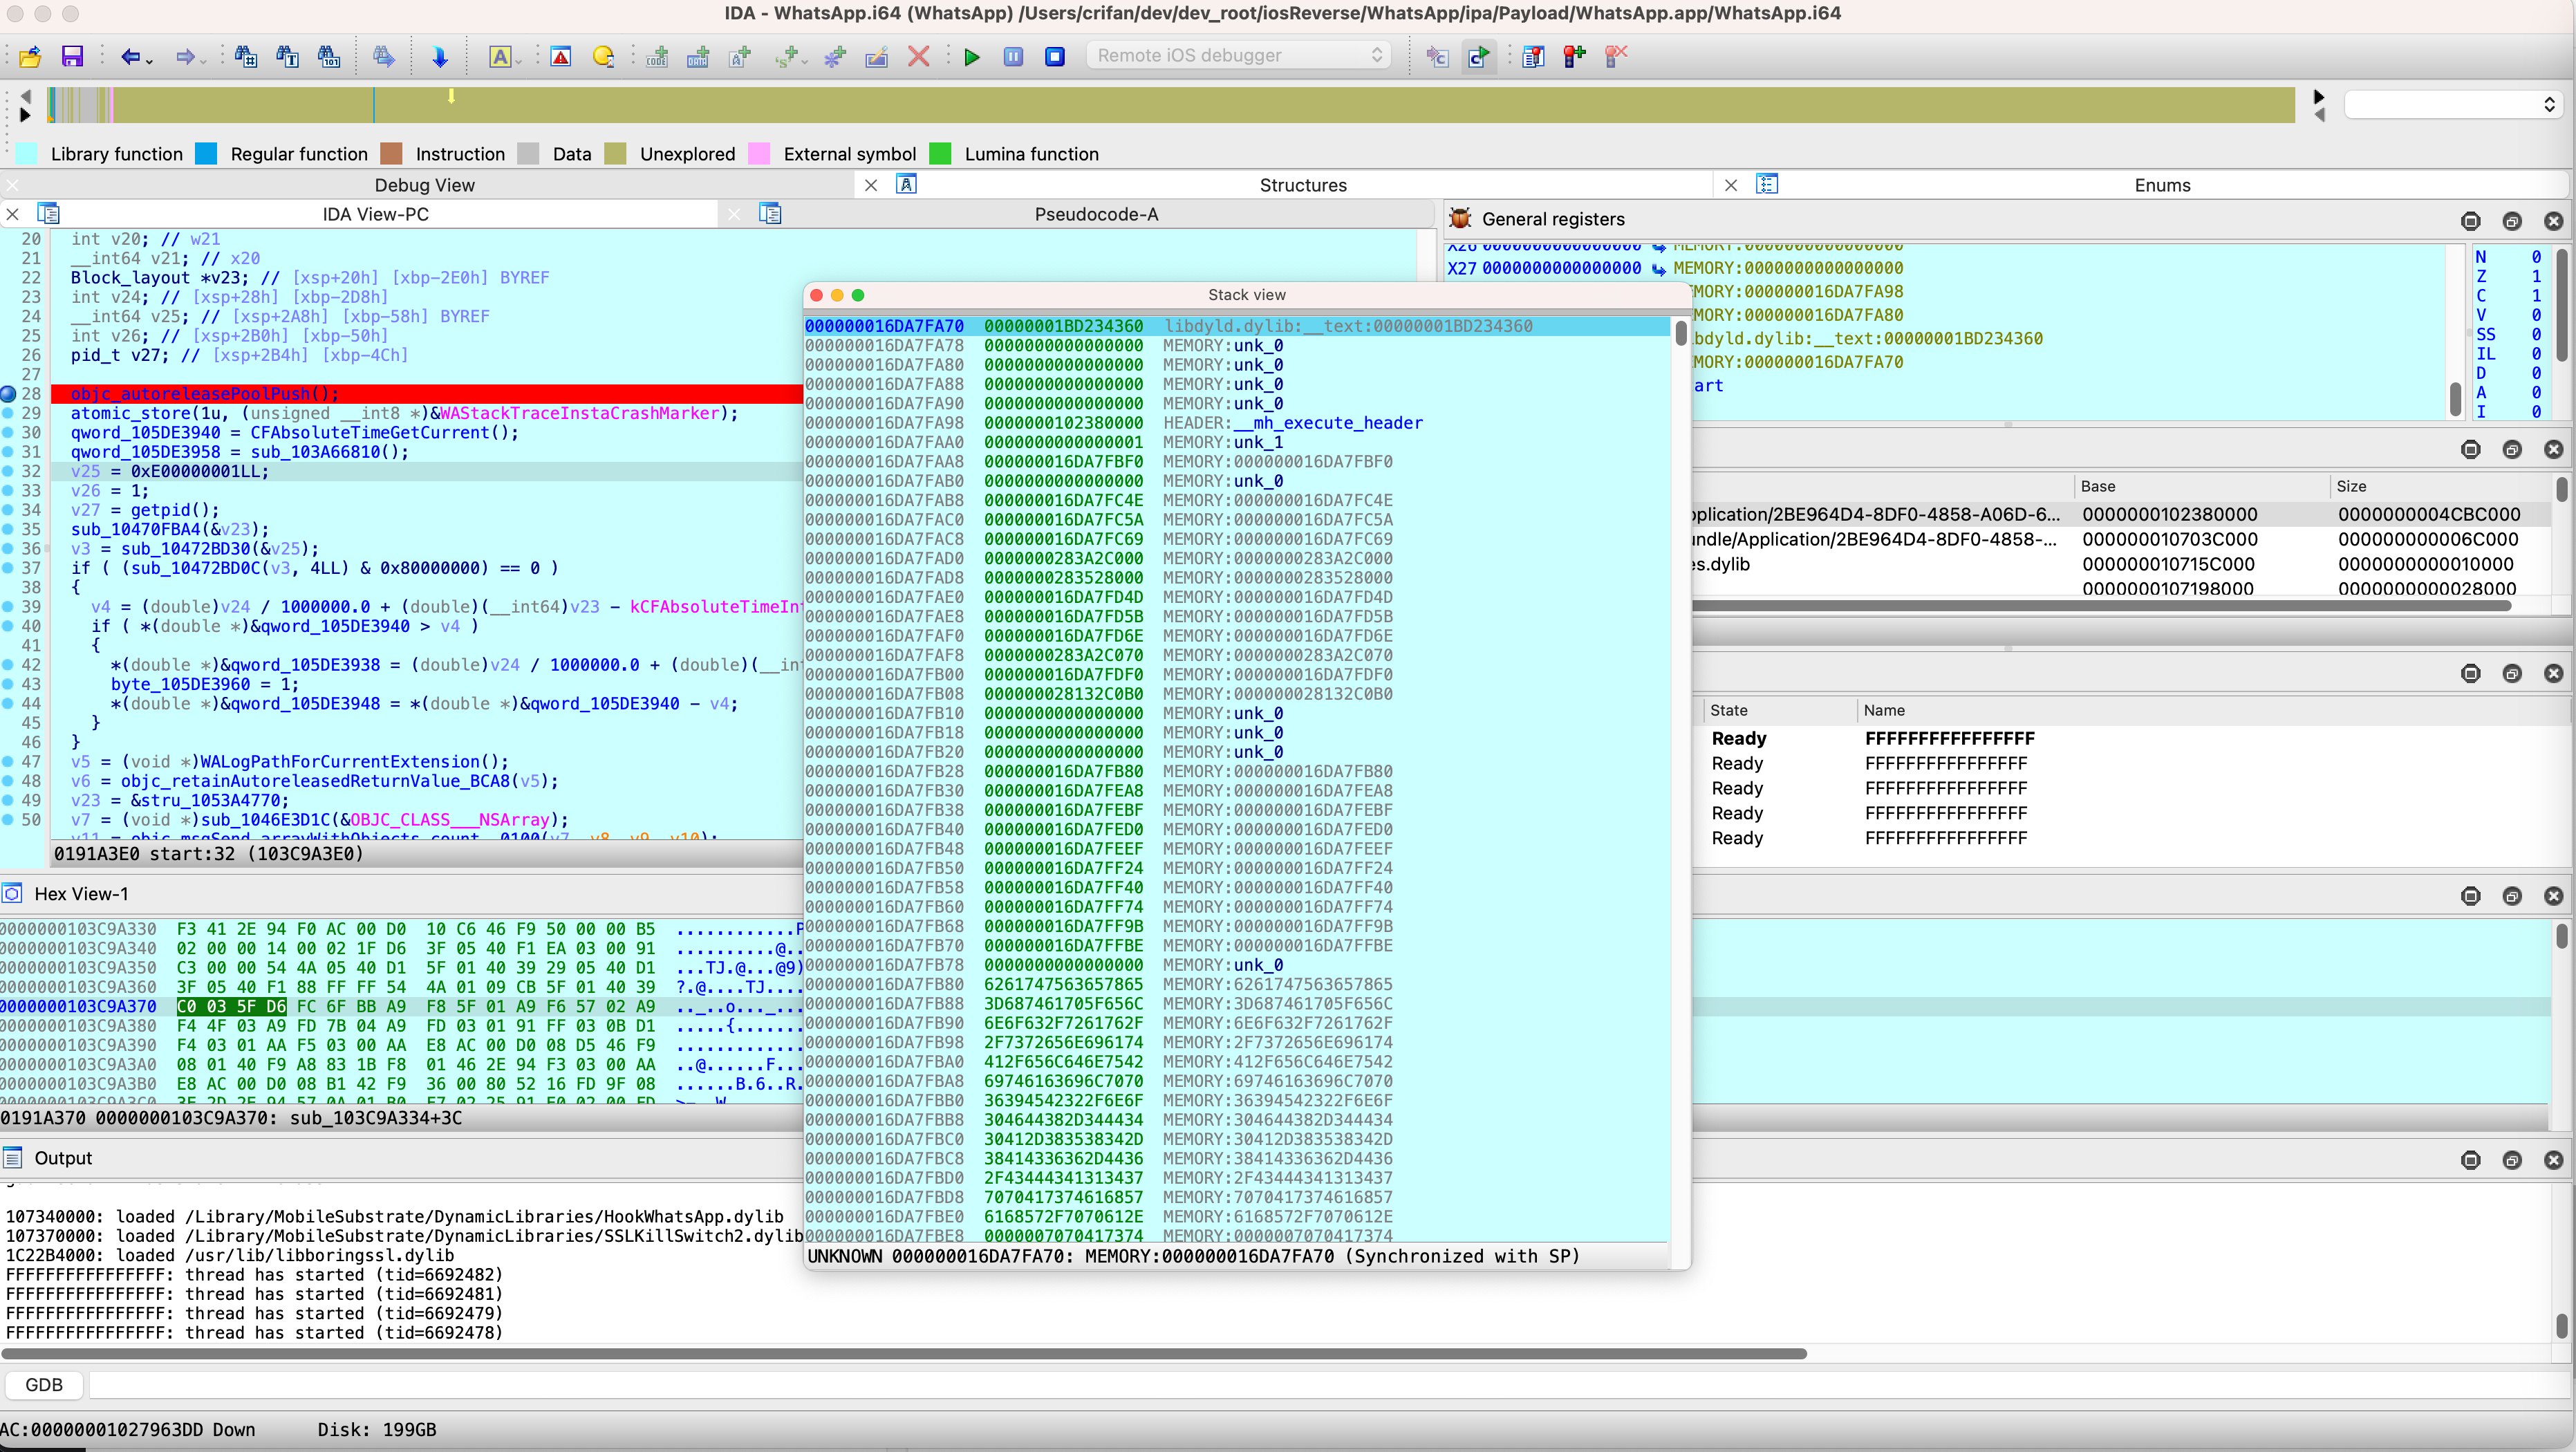 IDA - WhatsApp.i64 (WhatsApp) /Users/crifan/dev/dev_root/iosReverse/WhatsApp/ipa/Payload/WhatsApp.app/WhatsApp.i64
Remote iOS debugger
Library function Regular function Instruction Data Unexplored External symbol Lumina function
Debug View Structures Enums
IDA View-PC Pseudocode-A
20 int v20; // w21
21 __int64 v21; // x20
22 Block_layout *v23; // [xsp+20h] [xbp-2E0h] BYREF
23 int v24; // [xsp+28h] [xbp-2D8h]
24 __int64 v25; // [xsp+2A8h] [xbp-58h] BYREF
25 int v26; // [xsp+2B0h] [xbp-50h]
26 pid_t v27; // [xsp+2B4h] [xbp-4Ch]
27
28 objc_autoreleasePoolPush();
29 atomic_store(1u, (unsigned __int8 *)&WAStackTraceInstaCrashMarker);
30 qword_105DE3940 = CFAbsoluteTimeGetCurrent();
31 qword_105DE3958 = sub_103A66810();
32 v25 = 0xE00000001LL;
33 v26 = 1;
34 v27 = getpid();
35 sub_10470FBA4(&v23);
36 v3 = sub_10472BD30(&v25);
37 if ( (sub_10472BD0C(v3, 4LL) & 0x80000000) == 0 )
38 {
39 v4 = (double)v24 / 1000000.0 + (double)(__int64)v23 - kCFAbsoluteTimeInt
40 if ( *(double *)&qword_105DE3940 > v4 )
41 {
42 *(double *)&qword_105DE3938 = (double)v24 / 1000000.0 + (double)(__int
43 byte_105DE3960 = 1;
44 *(double *)&qword_105DE3948 = *(double *)&qword_105DE3940 - v4;
45 }
46 }
47 v5 = (void *)WALogPathForCurrentExtension();
48 v6 = objc_retainAutoreleasedReturnValue_BCA8(v5);
49 v23 = &stru_1053A4770;
50 v7 = (void *)sub_1046E3D1C(&OBJC_CLASS___NSArray);
v11 = objc_msgSend_arrayWithObjects_count__0100(v7, v8, v9, v10);
0191A3E0 start:32 (103C9A3E0)
General registers
X26 0000000000000000 MEMORY:0000000000000000
X27 0000000000000000 MEMORY:0000000000000000
MORY:000000016DA7FA98
MORY:000000016DA7FA80
bdyld.dylib:__text:00000001BD234360
MEMORY:000000016DA7FA70
art
N 0
Z 1
C 1
V 0
SS 0
IL 0
D 0
A 0
I 0
Base Size
plication/2BE964D4-8DF0-4858-A06D-6... 0000000102380000 0000000004CBC000
undle/Application/2BE964D4-8DF0-4858-... 000000010703C000 000000000006C000
es.dylib 000000010715C000 0000000000010000
0000000107198000 0000000000028000
State Name
Ready FFFFFFFFFFFFFFFF
Ready FFFFFFFFFFFFFFFF
Ready FFFFFFFFFFFFFFFF
Ready FFFFFFFFFFFFFFFF
Ready FFFFFFFFFFFFFFFF
Stack view
000000016DA7FA70 00000001BD234360 libdyld.dylib:__text:00000001BD234360
000000016DA7FA78 0000000000000000 MEMORY:unk_0
000000016DA7FA80 0000000000000000 MEMORY:unk_0
000000016DA7FA88 0000000000000000 MEMORY:unk_0
000000016DA7FA90 0000000000000000 MEMORY:unk_0
000000016DA7FA98 0000000102380000 HEADER:__mh_execute_header
000000016DA7FAA0 0000000000000001 MEMORY:unk_1
000000016DA7FAA8 000000016DA7FBF0 MEMORY:000000016DA7FBF0
000000016DA7FAB0 0000000000000000 MEMORY:unk_0
000000016DA7FAB8 000000016DA7FC4E MEMORY:000000016DA7FC4E
000000016DA7FAC0 000000016DA7FC5A MEMORY:000000016DA7FC5A
000000016DA7FAC8 000000016DA7FC69 MEMORY:000000016DA7FC69
000000016DA7FAD0 0000000283A2C000 MEMORY:0000000283A2C000
000000016DA7FAD8 0000000283528000 MEMORY:0000000283528000
000000016DA7FAE0 000000016DA7FD4D MEMORY:000000016DA7FD4D
000000016DA7FAE8 000000016DA7FD5B MEMORY:000000016DA7FD5B
000000016DA7FAF0 000000016DA7FD6E MEMORY:000000016DA7FD6E
000000016DA7FAF8 0000000283A2C070 MEMORY:0000000283A2C070
000000016DA7FB00 000000016DA7FDF0 MEMORY:000000016DA7FDF0
000000016DA7FB08 000000028132C0B0 MEMORY:000000028132C0B0
000000016DA7FB10 0000000000000000 MEMORY:unk_0
000000016DA7FB18 0000000000000000 MEMORY:unk_0
000000016DA7FB20 0000000000000000 MEMORY:unk_0
000000016DA7FB28 000000016DA7FB80 MEMORY:000000016DA7FB80
000000016DA7FB30 000000016DA7FEA8 MEMORY:000000016DA7FEA8
000000016DA7FB38 000000016DA7FEBF MEMORY:000000016DA7FEBF
000000016DA7FB40 000000016DA7FED0 MEMORY:000000016DA7FED0
000000016DA7FB48 000000016DA7FEEF MEMORY:000000016DA7FEEF
000000016DA7FB50 000000016DA7FF24 MEMORY:000000016DA7FF24
000000016DA7FB58 000000016DA7FF40 MEMORY:000000016DA7FF40
000000016DA7FB60 000000016DA7FF74 MEMORY:000000016DA7FF74
000000016DA7FB68 000000016DA7FF9B MEMORY:000000016DA7FF9B
000000016DA7FB70 000000016DA7FFBE MEMORY:000000016DA7FFBE
000000016DA7FB78 0000000000000000 MEMORY:unk_0
000000016DA7FB80 6261747563657865 MEMORY:6261747563657865
000000016DA7FB88 3D687461705F656C MEMORY:3D687461705F656C
000000016DA7FB90 6E6F632F7261762F MEMORY:6E6F632F7261762F
000000016DA7FB98 2F7372656E696174 MEMORY:2F7372656E696174
000000016DA7FBA0 412F656C646E7542 MEMORY:412F656C646E7542
000000016DA7FBA8 69746163696C7070 MEMORY:69746163696C7070
000000016DA7FBB0 36394542322F6E6F MEMORY:36394542322F6E6F
000000016DA7FBB8 304644382D344434 MEMORY:304644382D344434
000000016DA7FBC0 30412D383538342D MEMORY:30412D383538342D
000000016DA7FBC8 38414336362D4436 MEMORY:38414336362D4436
000000016DA7FBD0 2F43444341313437 MEMORY:2F43444341313437
000000016DA7FBD8 7070417374616857 MEMORY:7070417374616857
000000016DA7FBE0 6168572F7070612E MEMORY:6168572F7070612E
000000016DA7FBE8 0000007070417374 MEMORY:0000007070417374
UNKNOWN 000000016DA7FA70: MEMORY:000000016DA7FA70 (Synchronized with SP)
Hex View-1
0000000103C9A330 F3 41 2E 94 F0 AC 00 D0 10 C6 46 F9 50 00 00 B5 ............P
0000000103C9A340 02 00 00 14 00 02 1F D6 3F 05 40 F1 EA 03 00 91 ..........@..
0000000103C9A350 C3 00 00 54 4A 05 40 D1 5F 01 40 39 29 05 40 D1 ...TJ.@...@9)
0000000103C9A360 3F 05 40 F1 88 FF FF 54 4A 01 09 CB 5F 01 40 39 ?.@....TJ....
0000000103C9A370 C0 03 5F D6 FC 6F BB A9 F8 5F 01 A9 F6 57 02 A9 .._..o..._...
0000000103C9A380 F4 4F 03 A9 FD 7B 04 A9 FD 03 01 91 FF 03 0B D1 .....{.......
0000000103C9A390 F4 03 01 AA F5 03 00 AA E8 AC 00 D0 08 D5 46 F9 .............
0000000103C9A3A0 08 01 40 F9 A8 83 1B F8 01 46 2E 94 F3 03 00 AA ..@......F...
0000000103C9A3B0 E8 AC 00 D0 08 B1 42 F9 36 00 80 52 16 FD 9F 08 ......B.6..R.
0191A370 0000000103C9A370: sub_103C9A334+3C
Output
107340000: loaded /Library/MobileSubstrate/DynamicLibraries/HookWhatsApp.dylib
107370000: loaded /Library/MobileSubstrate/DynamicLibraries/SSLKillSwitch2.dylib
1C22B4000: loaded /usr/lib/libboringssl.dylib
FFFFFFFFFFFFFFFF: thread has started (tid=6692482)
FFFFFFFFFFFFFFFF: thread has started (tid=6692481)
FFFFFFFFFFFFFFFF: thread has started (tid=6692479)
FFFFFFFFFFFFFFFF: thread has started (tid=6692478)
GDB
AC:00000001027963DD Down Disk: 199GB